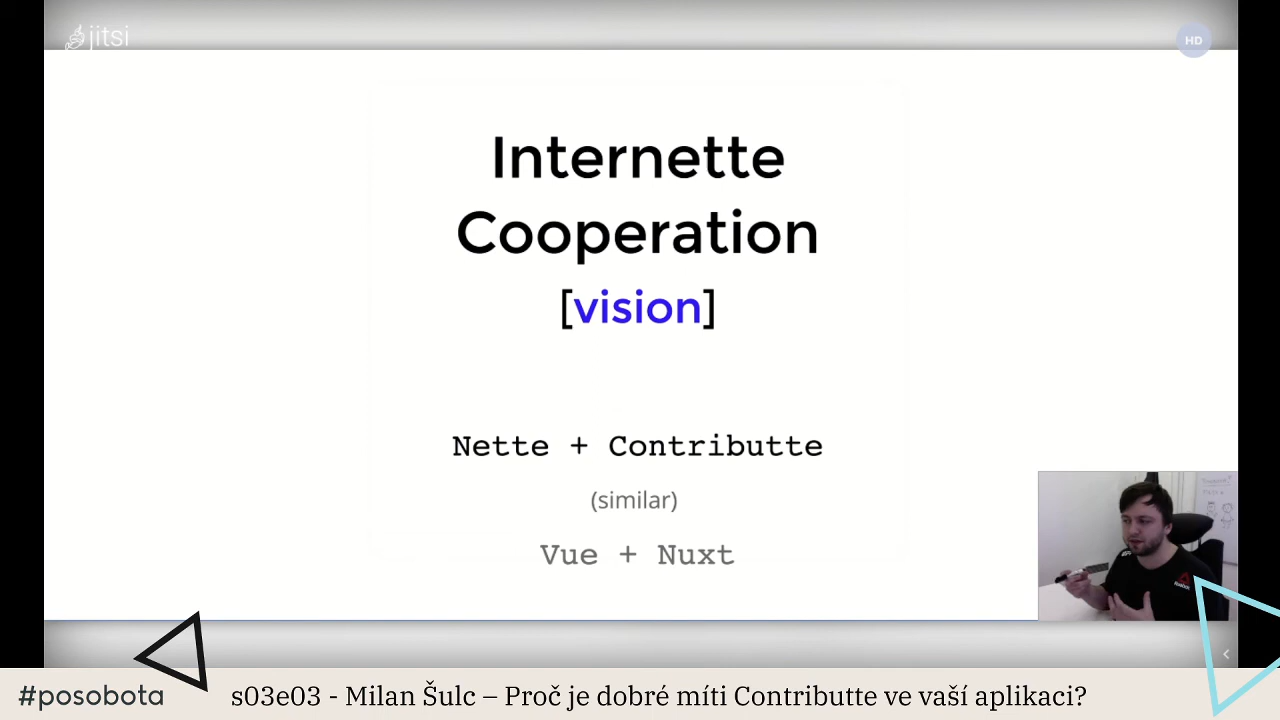 jitsi
HD
Internette
Cooperation
[vision]
Nette + Contributte
(similar)
Vue + Nuxt
Reebok
#posobota
s03e03 - Milan Šulc – Proč je dobré míti Contributte ve vaší aplikaci?